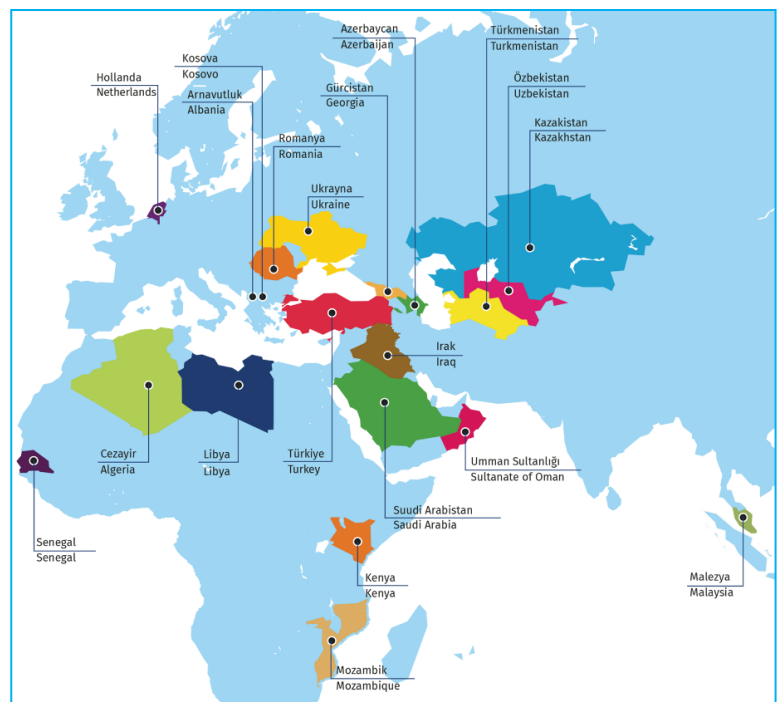 Azerbaycan
Azerbaijan
Türkmenistan
Turkmenistan
Kosova
Kosovo
Hollanda
Netherlands
Arnavutluk
Albania
Gürcistan
Georgia
Özbekistan
Uzbekistan
Kazakistan
Kazakhstan
Romanya
Romania
Ukrayna
Ukraine
Irak
Iraq
Cezayir
Algeria
Libya
Libya
Türkiye
Turkey
Umman Sultanlığı
Sultanate of Oman
Suudi Arabistan
Saudi Arabia
Senegal
Senegal
Kenya
Kenya
Malezya
Malaysia
Mozambik
Mozambique